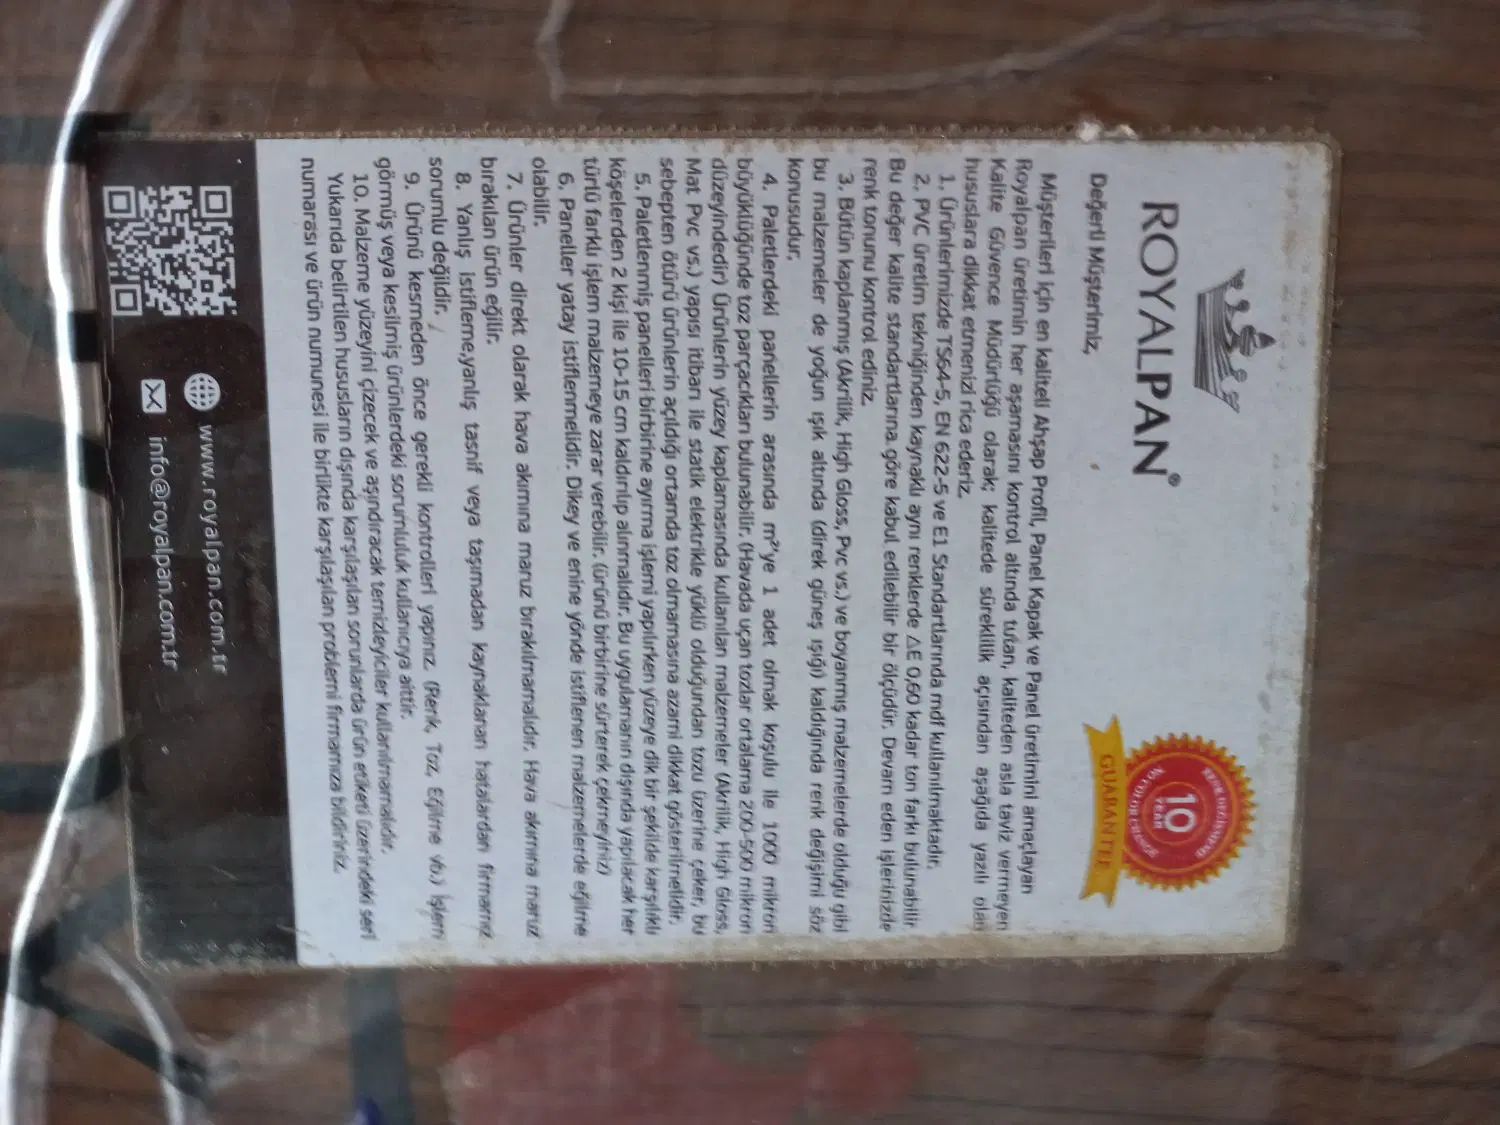 ROYALPAN®
RENK DEĞİŞMEZ
10
YEAR
NO COLOR CHANGE
GUARANTEE
Değerli Müşterimiz,
Müşterileri için en kaliteli Ahşap Profil, Panel Kapak ve Panel üretimini amaçlayan
Royalpan üretimin her aşamasını kontrol altında tutan, kaliteden asla taviz vermeyen
Kalite Güvence Müdürlüğü olarak; kalitede süreklilik açısından aşağıda yazılı olan
hususlara dikkat etmenizi rica ederiz.
1. Ürünlerimizde TS64-5, EN 622-5 ve E1 Standartlarında mdf kullanılmaktadır.
2. PVC üretim tekniğinden kaynaklı aynı renklerde △E 0,60 kadar ton farkı bulunabilir.
Bu değer kalite standartlarına göre kabul edilebilir bir ölçüdür. Devam eden işlerinizde
renk tonunu kontrol ediniz.
3. Bütün kaplanmış (Akrilik, High Gloss, Pvc vs.) ve boyanmış malzemelerde olduğu gibi
bu malzemeler de yoğun ışık altında (direk güneş ışığı) kaldığında renk değişimi söz
konusudur.
4. Paletlerdeki panellerin arasında m²'ye 1 adet olmak koşulu ile 1000 mikron
büyüklüğünde toz parçacıkları bulunabilir. (Havada uçan tozlar ortalama 200-500 mikron
düzeyindedir) Ürünlerin yüzey kaplamasında kullanılan malzemeler (Akrilik, High Gloss,
Mat Pvc vs.) yapısı itibarı ile statik elektrikle yüklü olduğundan tozu üzerine çeker, bu
sebepten ötürü ürünlerin açıldığı ortamda toz olmamasına azami dikkat gösterilmelidir.
5. Paletlenmiş panelleri birbirine ayırma işlemi yapılırken yüzeye dik bir şekilde karşılıklı
köşelerden 2 kişi ile 10-15 cm kaldırılıp alınmalıdır. Bu uygulamanın dışında yapılacak her
türlü farklı işlem malzemeye zarar verebilir. (ürünü birbirine sürterek çekmeyiniz)
6. Paneller yatay istiflenmelidir. Dikey ve enine yönde istiflenen malzemelerde eğilme
olabilir.
7. Ürünler direkt olarak hava akımına maruz bırakılmamalıdır. Hava akımına maruz
bırakılan ürün eğilir.
8. Yanlış istifleme,yanlış tasnif veya taşımadan kaynaklanan hatalardan firmamız
sorumlu değildir.
9. Ürünü kesmeden önce gerekli kontrolleri yapınız. (Renk, Toz, Eğilme vb.) İşlem
görmüş veya kesilmiş ürünlerdeki sorumluluk kullanıcıya aittir.
10. Malzeme yüzeyini çizecek ve aşındıracak temizleyiciler kullanılmamalıdır.
Yukarıda belirtilen hususların dışında karşılaşılan sorunlarda ürün etiketi üzerindeki seri
numarası ve ürün numunesi ile birlikte karşılaşılan problemi firmamıza bildiriniz.
www.royalpan.com.tr
info@royalpan.com.tr